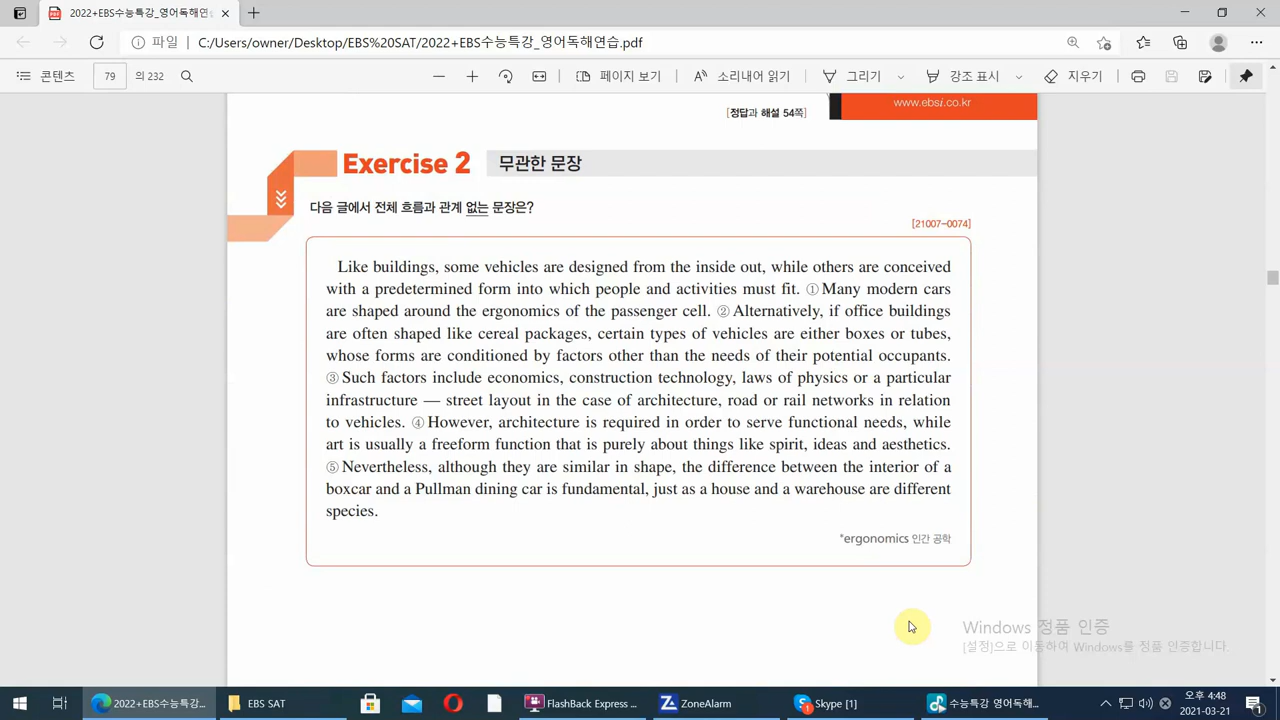 2022+EBS수능특강_영어독해연습
파일
C:/Users/owner/Desktop/EBS%20SAT/2022+EBS수능특강_영어독해연습.pdf
콘텐츠
79
의 232
페이지 보기
소리내어 읽기
그리기
강조 표시
지우기
[정답과 해설 54쪽]
www.ebsi.co.kr
Exercise 2 무관한 문장
다음 글에서 전체 흐름과 관계 없는 문장은?
[21007-0074]
Like buildings, some vehicles are designed from the inside out, while others are conceived
with a predetermined form into which people and activities must fit. ① Many modern cars
are shaped around the ergonomics of the passenger cell. ② Alternatively, if office buildings
are often shaped like cereal packages, certain types of vehicles are either boxes or tubes,
whose forms are conditioned by factors other than the needs of their potential occupants.
③ Such factors include economics, construction technology, laws of physics or a particular
infrastructure — street layout in the case of architecture, road or rail networks in relation
to vehicles. ④ However, architecture is required in order to serve functional needs, while
art is usually a freeform function that is purely about things like spirit, ideas and aesthetics.
⑤ Nevertheless, although they are similar in shape, the difference between the interior of a
boxcar and a Pullman dining car is fundamental, just as a house and a warehouse are different
species.
*ergonomics 인간 공학
Windows 정품 인증
[설정]으로 이동하여 Windows를 정품 인증합니다.
2022+EBS수능특강_...
EBS SAT
FlashBack Express ...
ZoneAlarm
Skype [1]
수능특강 영어독해...
오후 4:48
2021-03-21